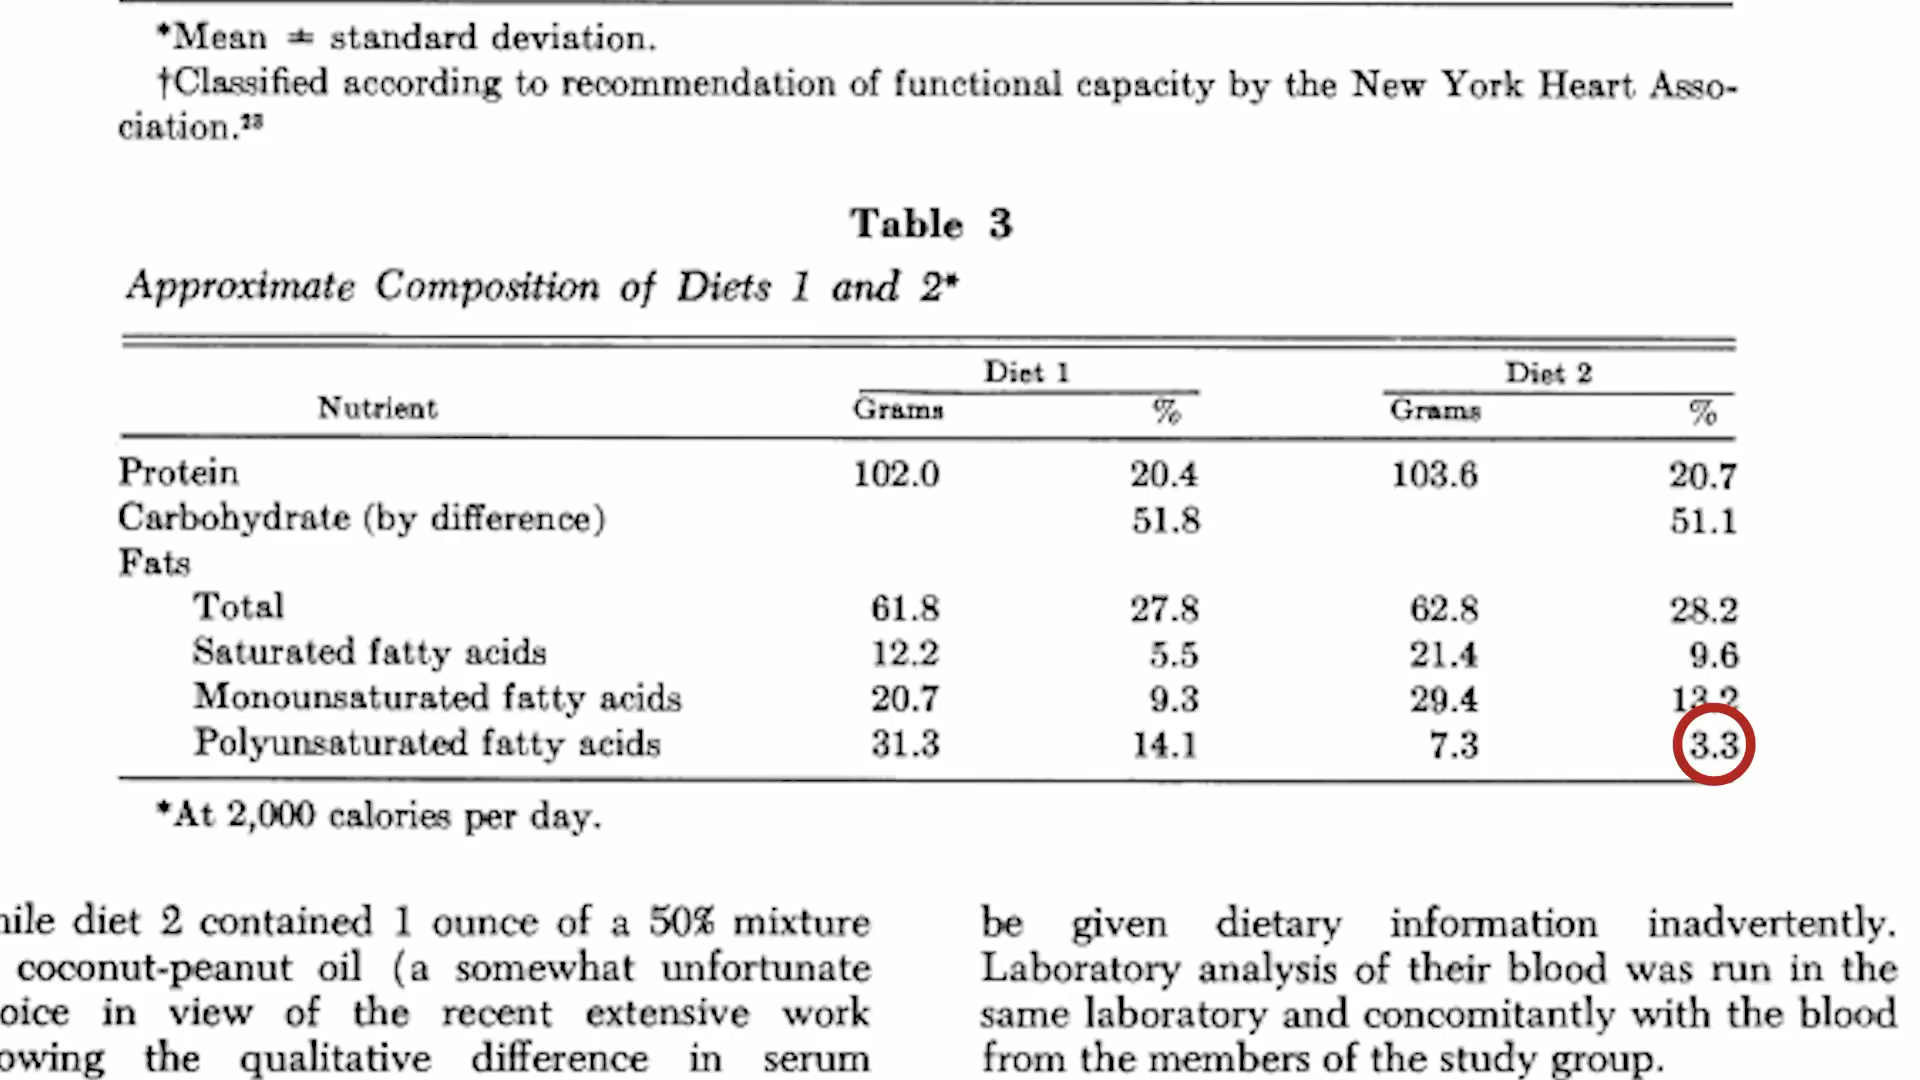 *Mean ± standard deviation.
†Classified according to recommendation of functional capacity by the New York Heart Asso-
ciation.²³
Table 3
Approximate Composition of Diets 1 and 2*
Diet 1 Diet 2
Nutrient Grams % Grams %
Protein 102.0 20.4 103.6 20.7
Carbohydrate (by difference) 51.8 51.1
Fats
Total 61.8 27.8 62.8 28.2
Saturated fatty acids 12.2 5.5 21.4 9.6
Monounsaturated fatty acids 20.7 9.3 29.4 13.2
Polyunsaturated fatty acids 31.3 14.1 7.3 3.3
*At 2,000 calories per day.
hile diet 2 contained 1 ounce of a 50% mixture
coconut-peanut oil (a somewhat unfortunate
oice in view of the recent extensive work
owing the qualitative difference in serum
be given dietary information inadvertently.
Laboratory analysis of their blood was run in the
same laboratory and concomitantly with the blood
from the members of the study group.